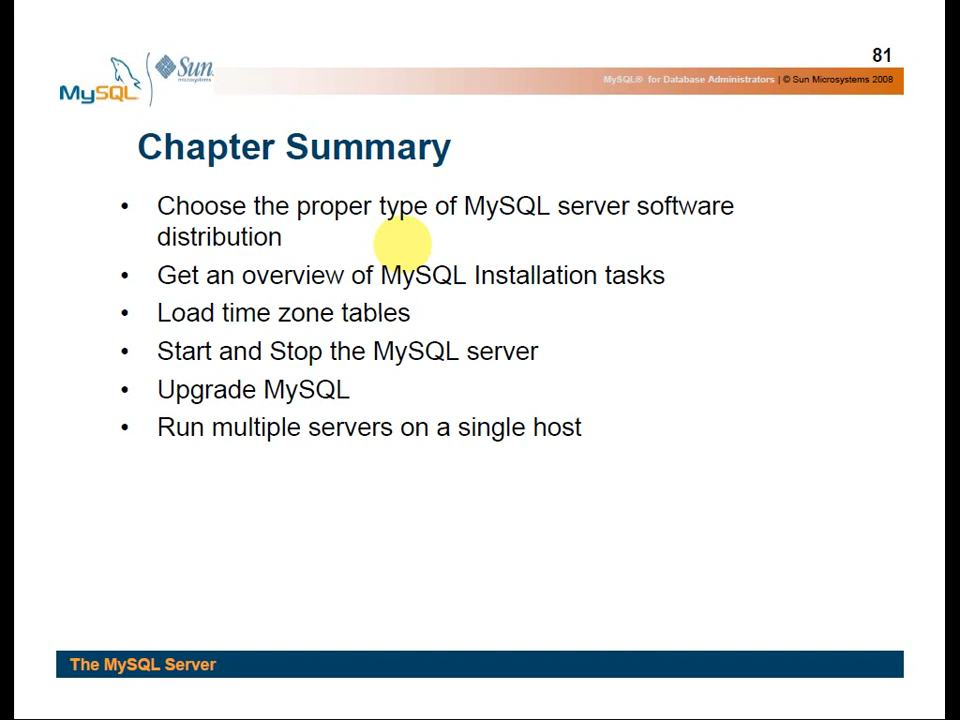 81
MySQL
Sun
microsystems
MySQL® for Database Administrators | © Sun Microsystems 2008
Chapter Summary
• Choose the proper type of MySQL server software
distribution
• Get an overview of MySQL Installation tasks
• Load time zone tables
• Start and Stop the MySQL server
• Upgrade MySQL
• Run multiple servers on a single host
The MySQL Server